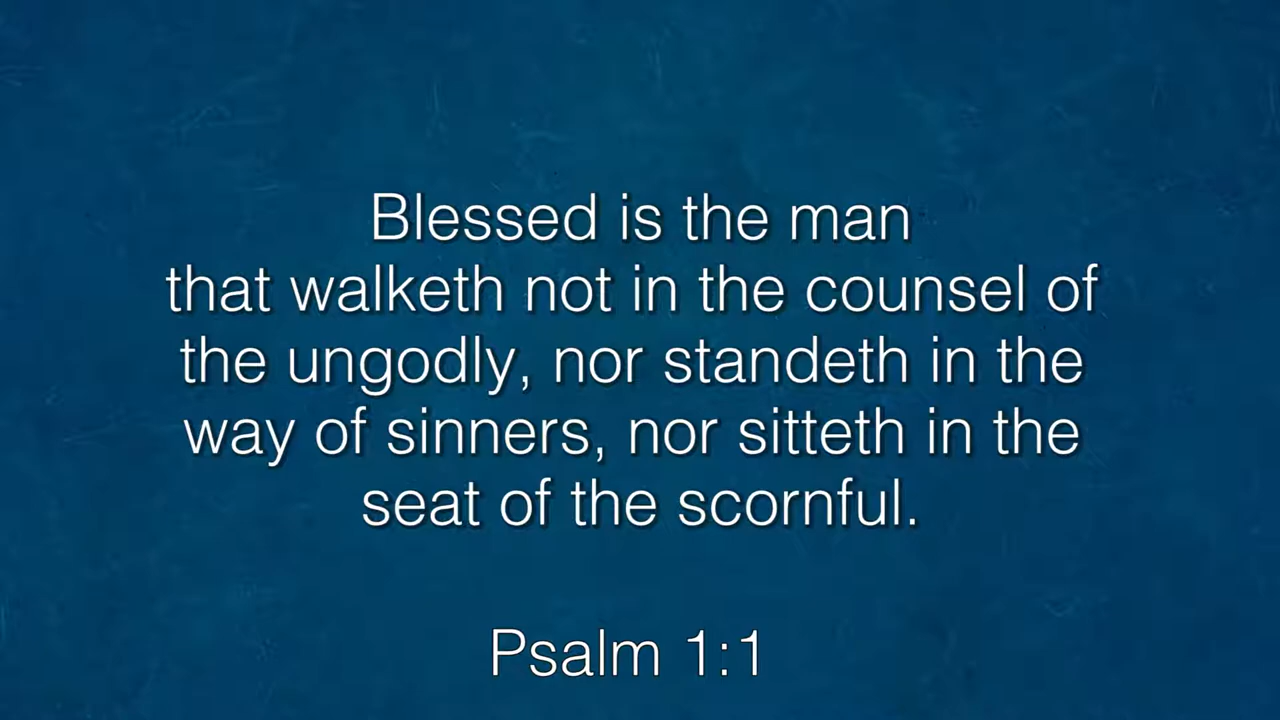 Blessed is the man
that walketh not in the counsel of
the ungodly, nor standeth in the
way of sinners, nor sitteth in the
seat of the scornful.
Psalm 1:1